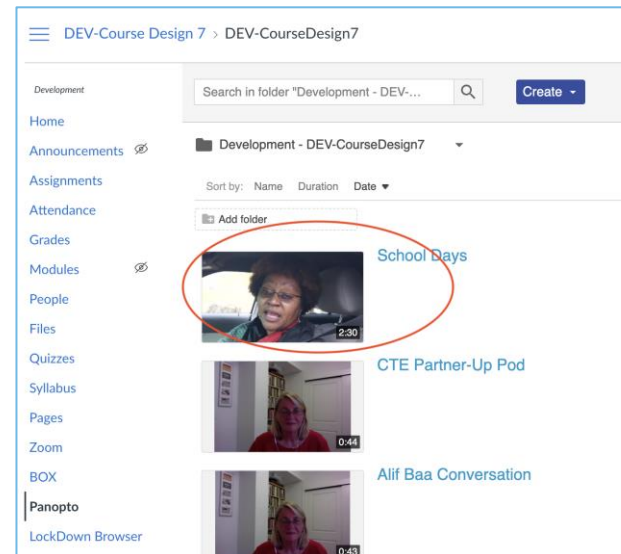 DEV-Course Design 7 > DEV-CourseDesign7
Development
Home
Announcements
Assignments
Attendance
Grades
Modules
People
Files
Quizzes
Syllabus
Pages
Zoom
BOX
Panopto
LockDown Browser
Search in folder "Development - DEV-...
Create
Development - DEV-CourseDesign7
Sort by: Name Duration Date
Add folder
School Days
2:30
CTE Partner-Up Pod
0:44
Alif Baa Conversation
0:43